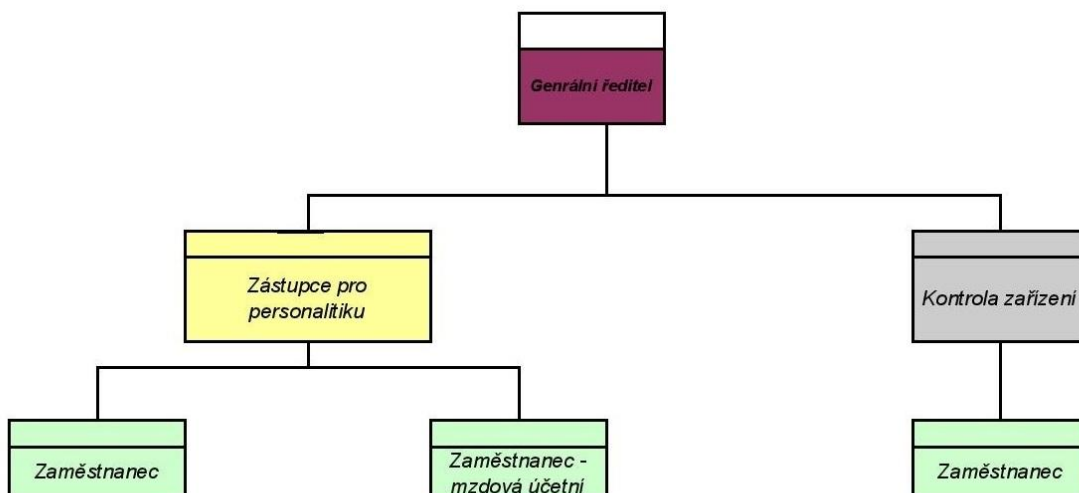 Genrální ředitel
Zástupce pro
personalitiku
Kontrola zařízení
Zaměstnanec
Zaměstnanec -
mzdová účetní
Zaměstnanec